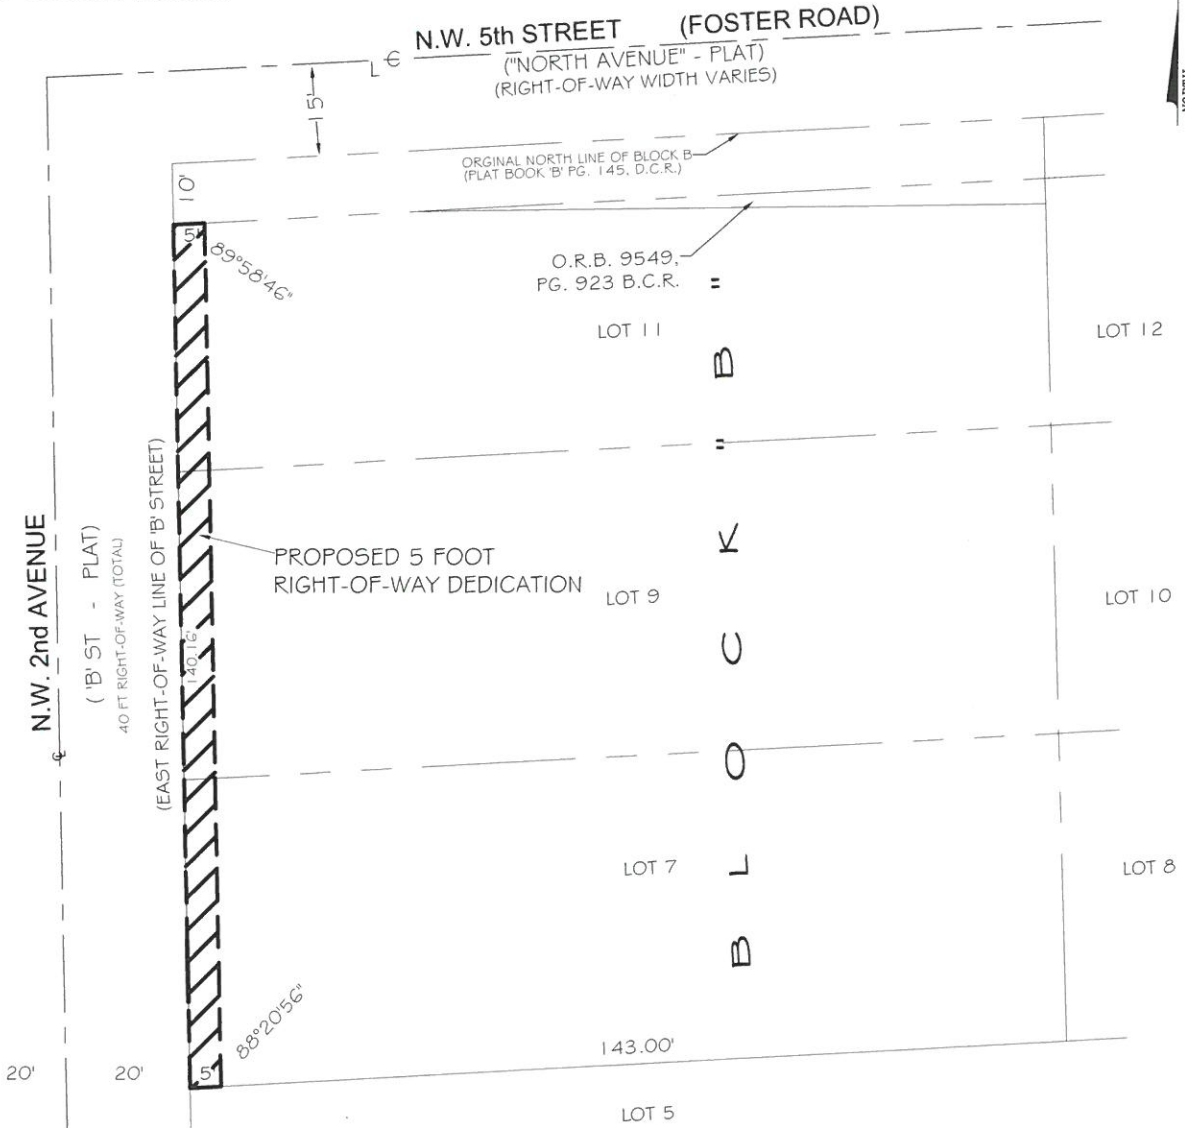 N.W. 5th STREET (FOSTER ROAD)
("NORTH AVENUE" - PLAT)
(RIGHT-OF-WAY WIDTH VARIES)
NORTH
15'
ORGINAL NORTH LINE OF BLOCK B
(PLAT BOOK 'B' PG. 145, D.C.R.)
10'
5'
89°58'46"
O.R.B. 9549,
PG. 923 B.C.R.
LOT 11
LOT 12
BLOCK "B"
N.W. 2nd AVENUE
('B' ST - PLAT)
40 FT RIGHT-OF-WAY (TOTAL)
(EAST RIGHT-OF-WAY LINE OF 'B' STREET)
140.16'
PROPOSED 5 FOOT
RIGHT-OF-WAY DEDICATION
LOT 9
LOT 10
LOT 7
LOT 8
88°20'56"
143.00'
20'
20'
5'
LOT 5